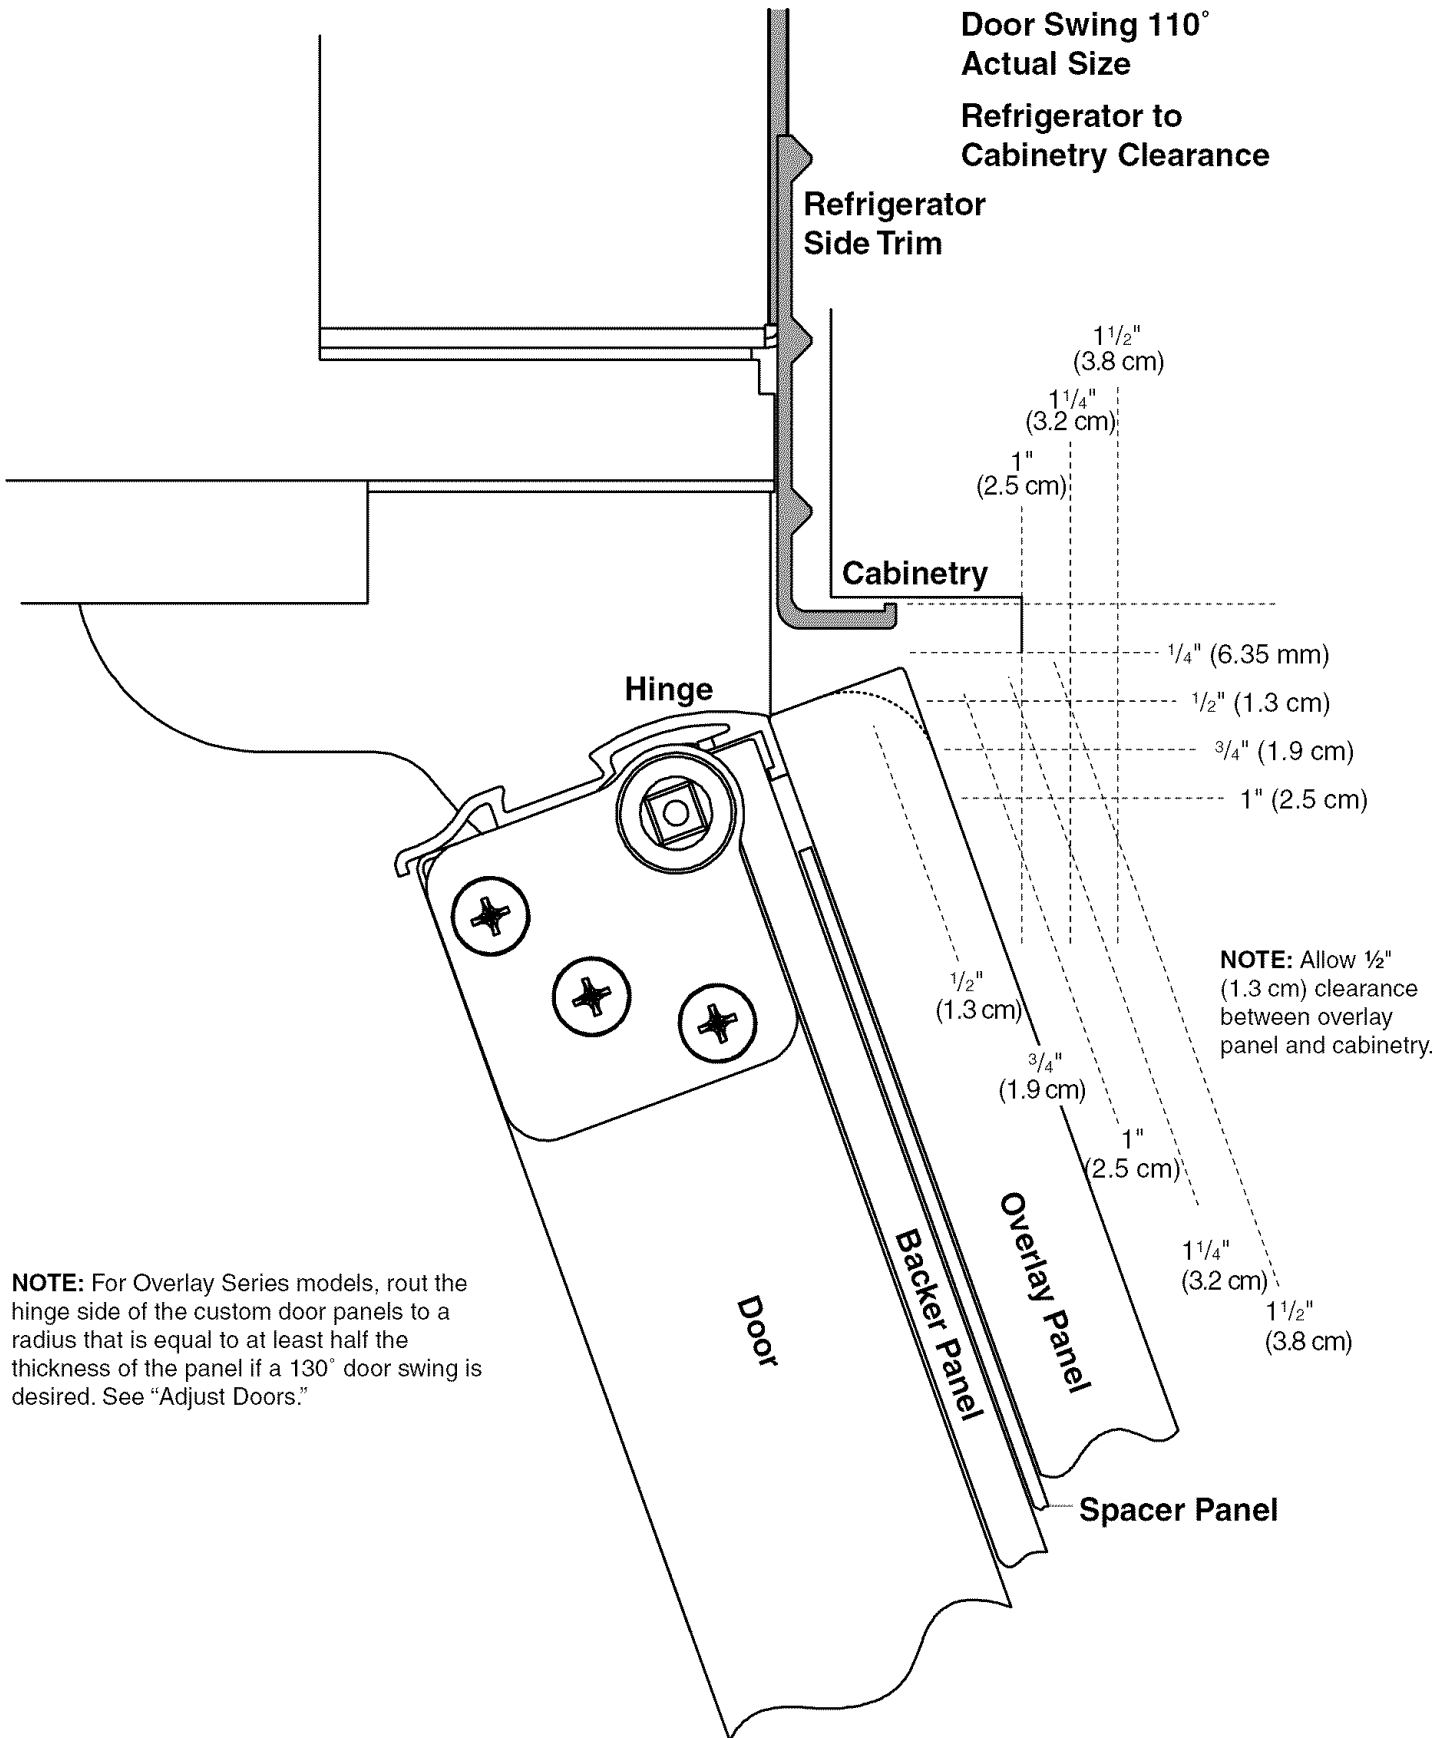 Door Swing 110°
Actual Size
Refrigerator to
Cabinetry Clearance
Refrigerator
Side Trim
1 1/2"
(3.8 cm)
1 1/4"
(3.2 cm)
1"
(2.5 cm)
Cabinetry
1/4" (6.35 mm)
Hinge
1/2" (1.3 cm)
3/4" (1.9 cm)
1" (2.5 cm)
NOTE: Allow ½"
(1.3 cm) clearance
between overlay
panel and cabinetry.
1/2"
(1.3 cm)
3/4"
(1.9 cm)
1"
(2.5 cm)
1 1/4"
(3.2 cm)
1 1/2"
(3.8 cm)
Overlay Panel
Backer Panel
Door
NOTE: For Overlay Series models, rout the
hinge side of the custom door panels to a
radius that is equal to at least half the
thickness of the panel if a 130° door swing is
desired. See “Adjust Doors.”
Spacer Panel